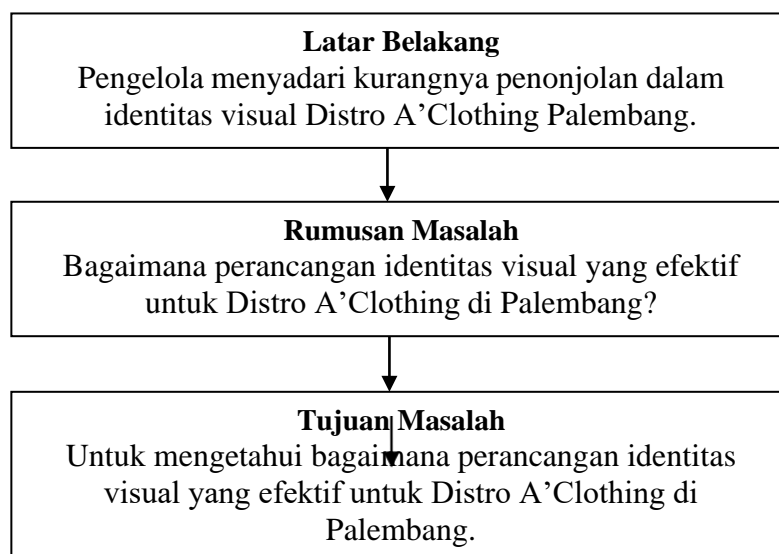 Latar Belakang
Pengelola menyadari kurangnya penonjolan dalam
identitas visual Distro A’Clothing Palembang.
Rumusan Masalah
Bagaimana perancangan identitas visual yang efektif
untuk Distro A’Clothing di Palembang?
Tujuan Masalah
Untuk mengetahui bagaimana perancangan identitas
visual yang efektif untuk Distro A’Clothing di
Palembang.